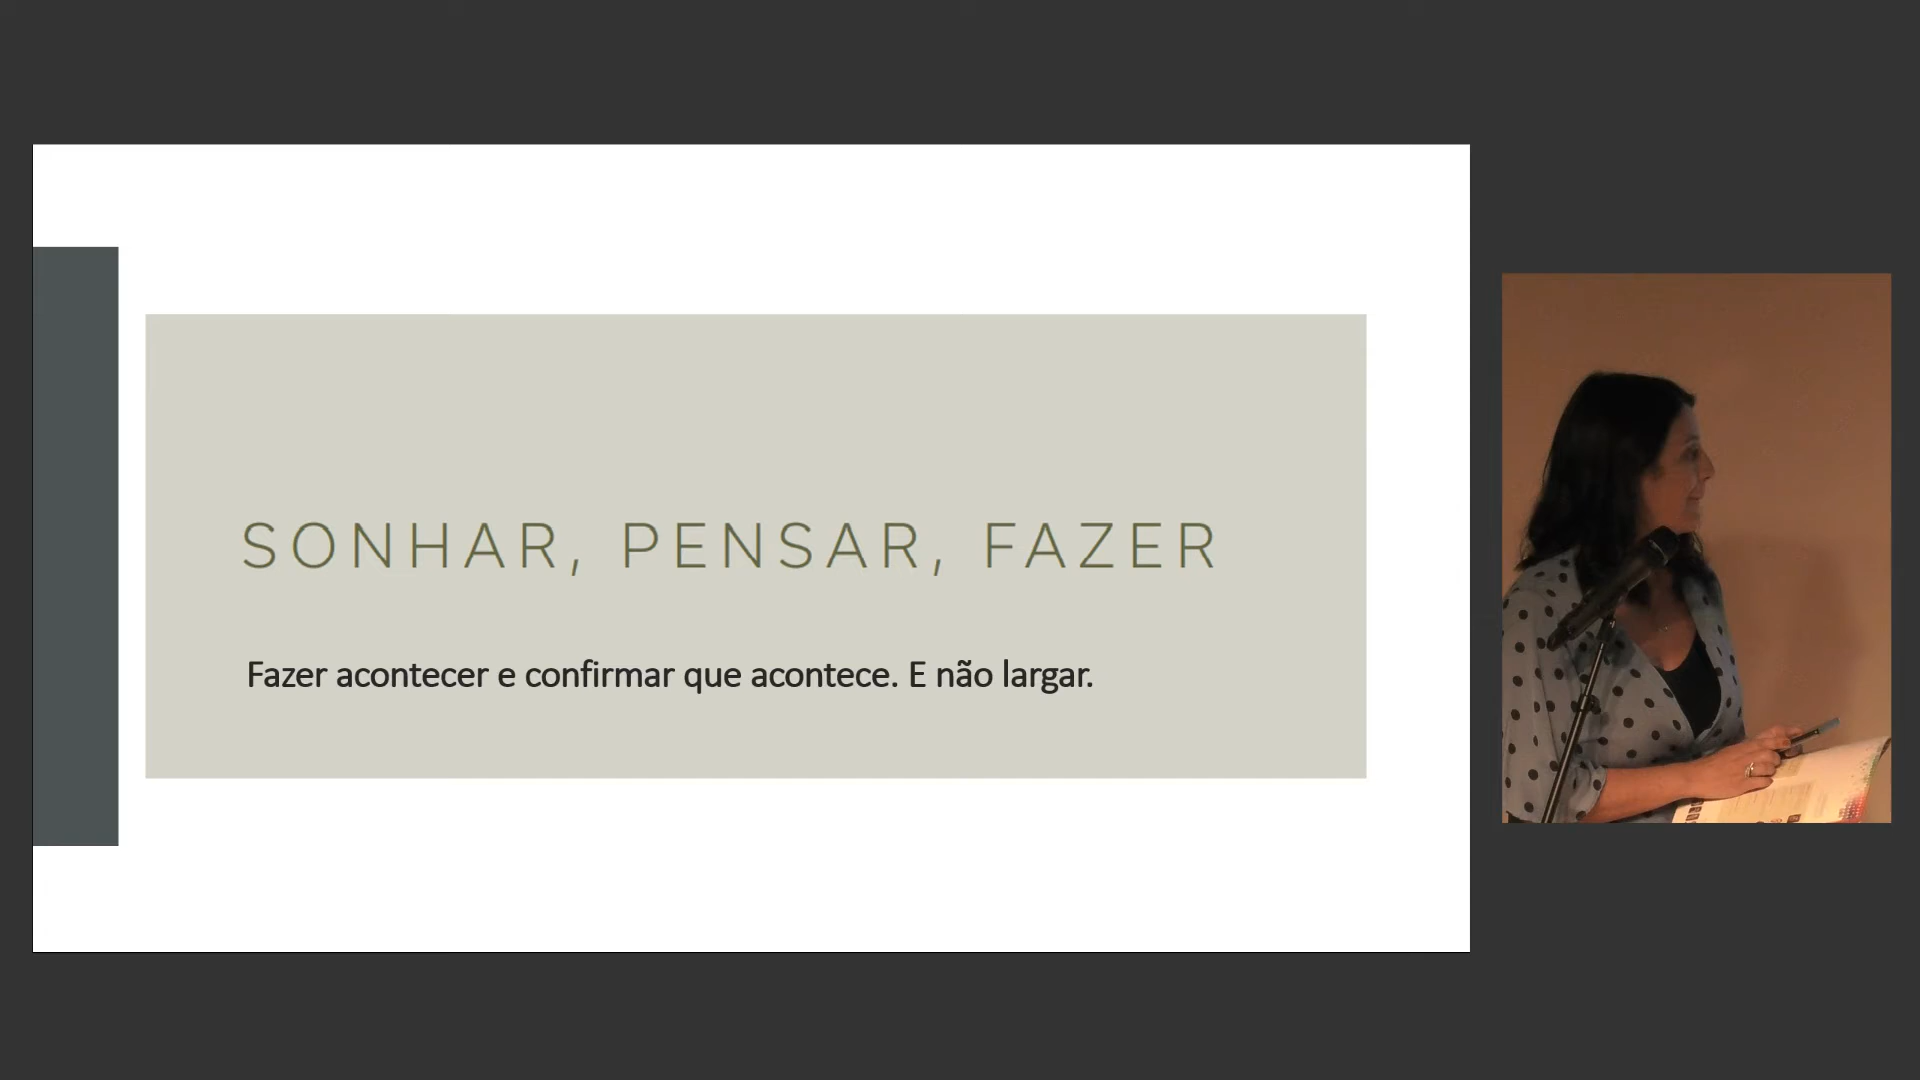 SONHAR, PENSAR, FAZER
Fazer acontecer e confirmar que acontece. E não largar.